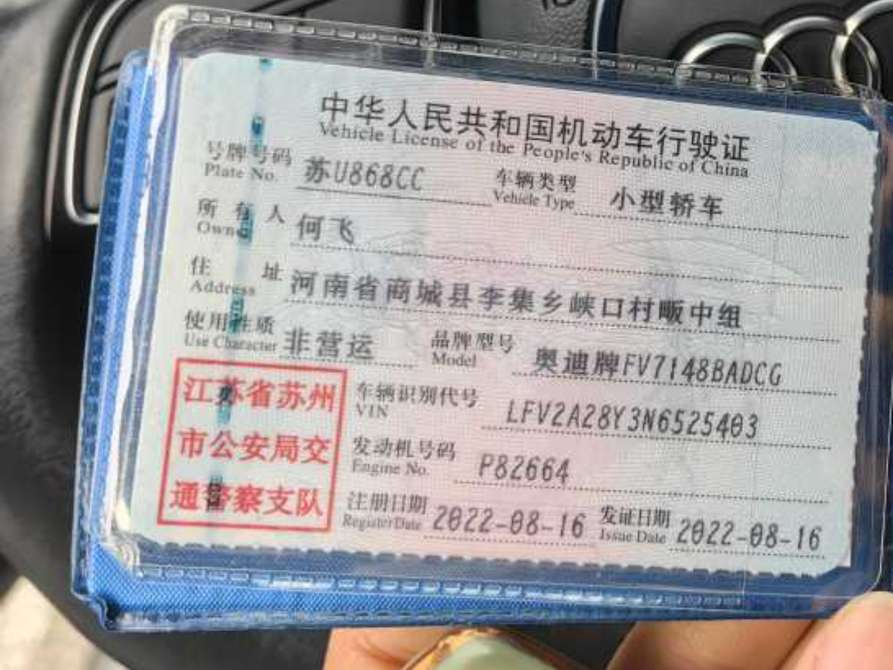 中华人民共和国机动车行驶证
Vehicle License of the People's Republic of China
号牌号码 苏U868CC 车辆类型 小型轿车
Plate No. Vehicle Type
所有人 何飞
Owner
住址 河南省商城县李集乡峡口村畈中组
Address
使用性质 非营运 品牌型号 奥迪牌FV7148BADCG
Use Character Model
江苏省苏州
市公安局交
通警察支队
车辆识别代号 LFV2A28Y3N6525403
VIN
发动机号码 P82664
Engine No.
注册日期 2022-08-16 发证日期 2022-08-16
Register Date Issue Date